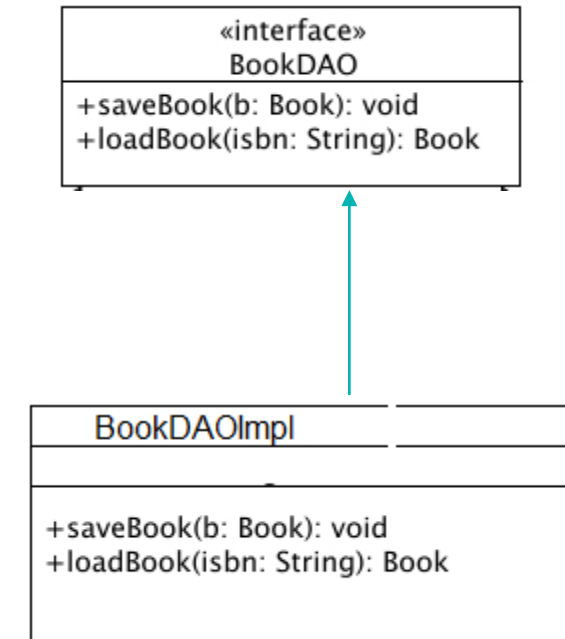 «interface»
BookDAO
+saveBook(b: Book): void
+loadBook(isbn: String): Book
BookDAOImpl
+saveBook(b: Book): void
+loadBook(isbn: String): Book